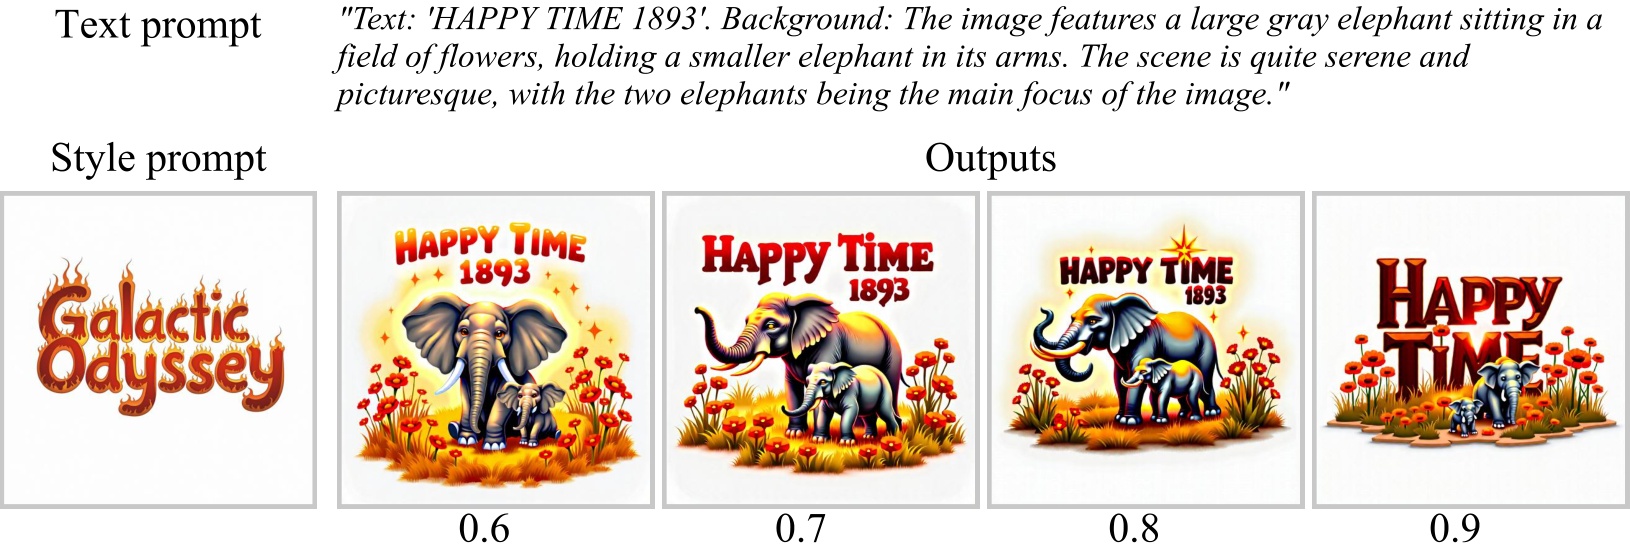 Text prompt
"Text: 'HAPPY TIME 1893'. Background: The image features a large gray elephant sitting in a
field of flowers, holding a smaller elephant in its arms. The scene is quite serene and
picturesque, with the two elephants being the main focus of the image."
Style prompt
Outputs
Galactic
Odyssey
HAPPY TIME
1893
HAPPY TiME
1893
HAPPY TIME
1893
HAPPY
TiME
0.6
0.7
0.8
0.9